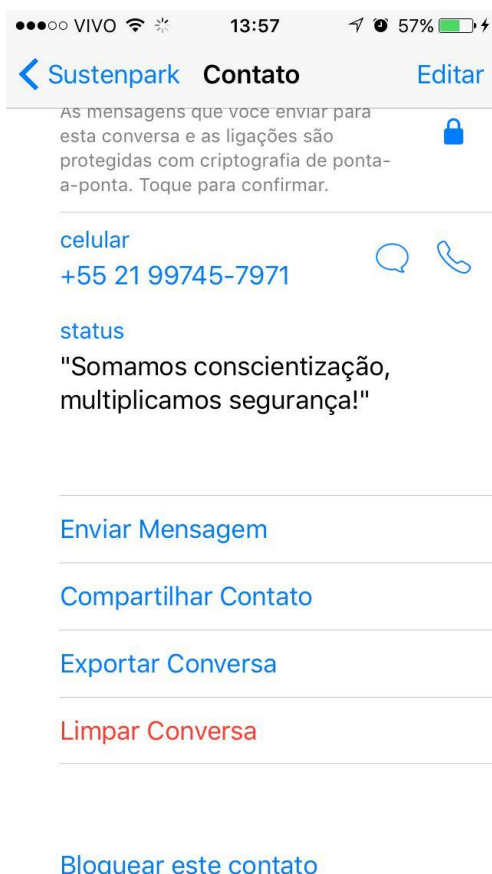 VIVO 13:57 57%
Sustenpark Contato Editar
As mensagens que você enviar para
esta conversa e as ligações são
protegidas com criptografia de ponta-
a-ponta. Toque para confirmar.
celular
+55 21 99745-7971
status
"Somamos conscientização,
multiplicamos segurança!"
Enviar Mensagem
Compartilhar Contato
Exportar Conversa
Limpar Conversa
Bloquear este contato